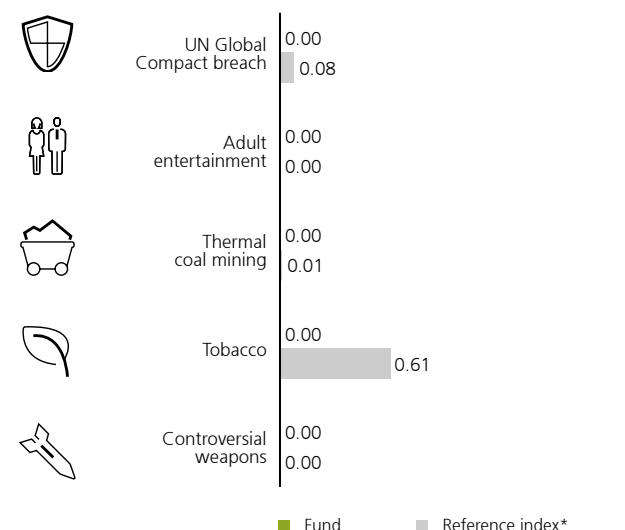 UN Global
Compact breach
0.00
0.08
Adult
entertainment
0.00
0.00
Thermal
coal mining
0.00
0.01
Tobacco
0.00
0.61
Controversial
weapons
0.00
0.00
Fund
Reference index*